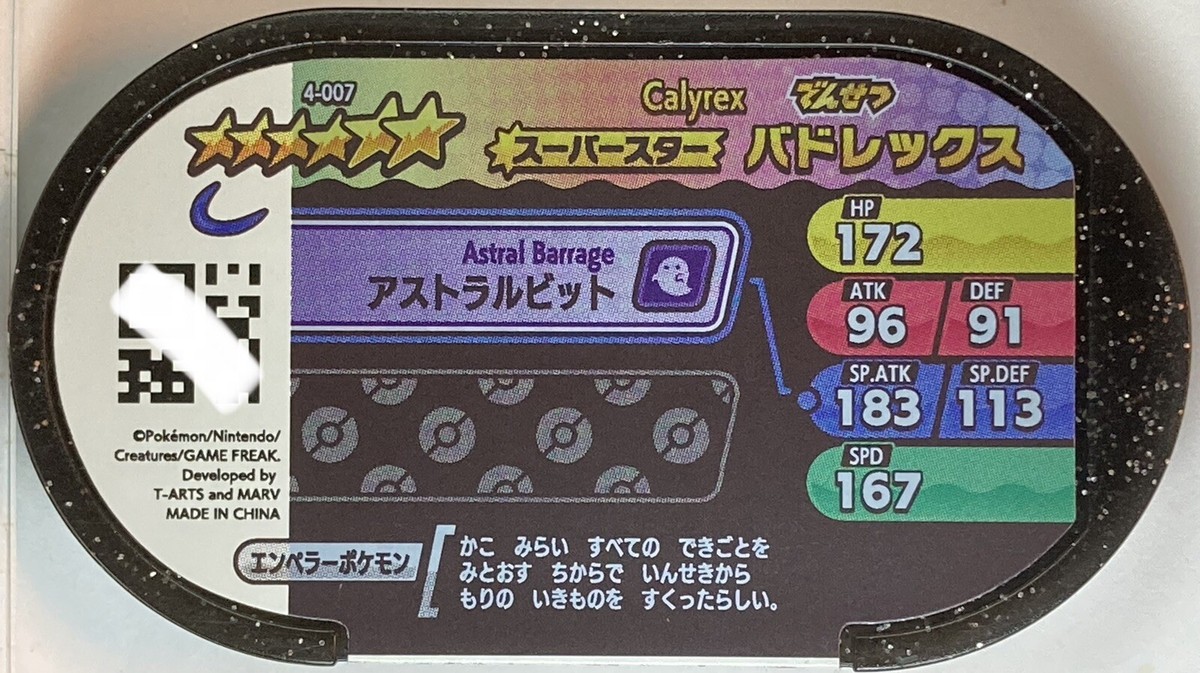 4-007
Calyrex
でんせつ
スーパースター
バドレックス
Astral Barrage
アストラルビット
HP
172
ATK
96
DEF
91
SP.ATK
183
SP.DEF
113
SPD
167
©Pokémon/Nintendo/
Creatures/GAME FREAK.
Developed by
T-ARTS and MARV
MADE IN CHINA
エンペラーポケモン
かこ みらい すべての できごとを
みとおす ちからで いんせきから
もりの いきものを すくったらしい。